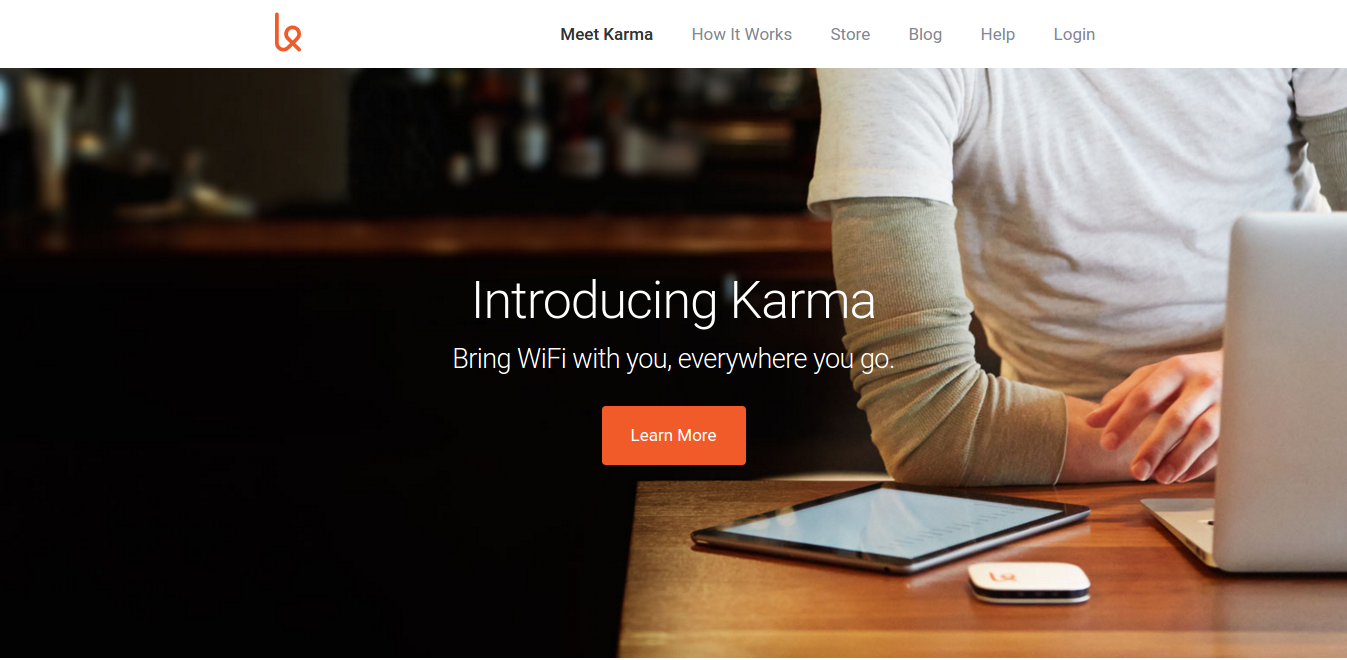 Meet Karma
How It Works
Store
Blog
Help
Login
Introducing Karma
Bring WiFi with you, everywhere you go.
Learn More